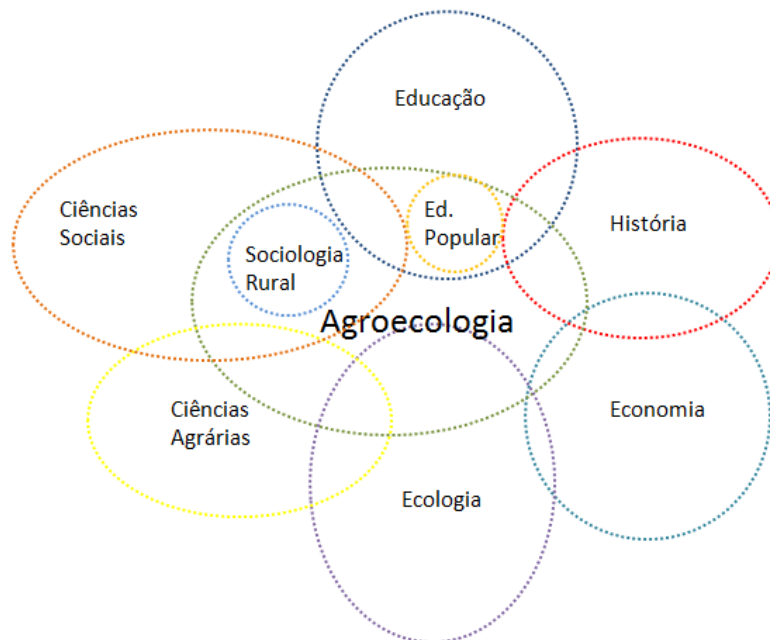 Educação
Ciências
Sociais
Ed.
Popular
História
Sociologia
Rural
Agroecologia
Ciências
Agrárias
Economia
Ecologia